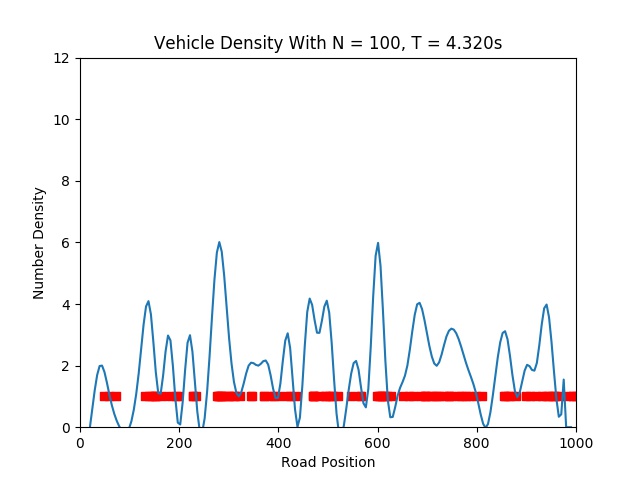 Vehicle Density With N = 100, T = 4.320s
12
10
8
6
4
2
0
Number Density
0 200 400 600 800 1000
Road Position